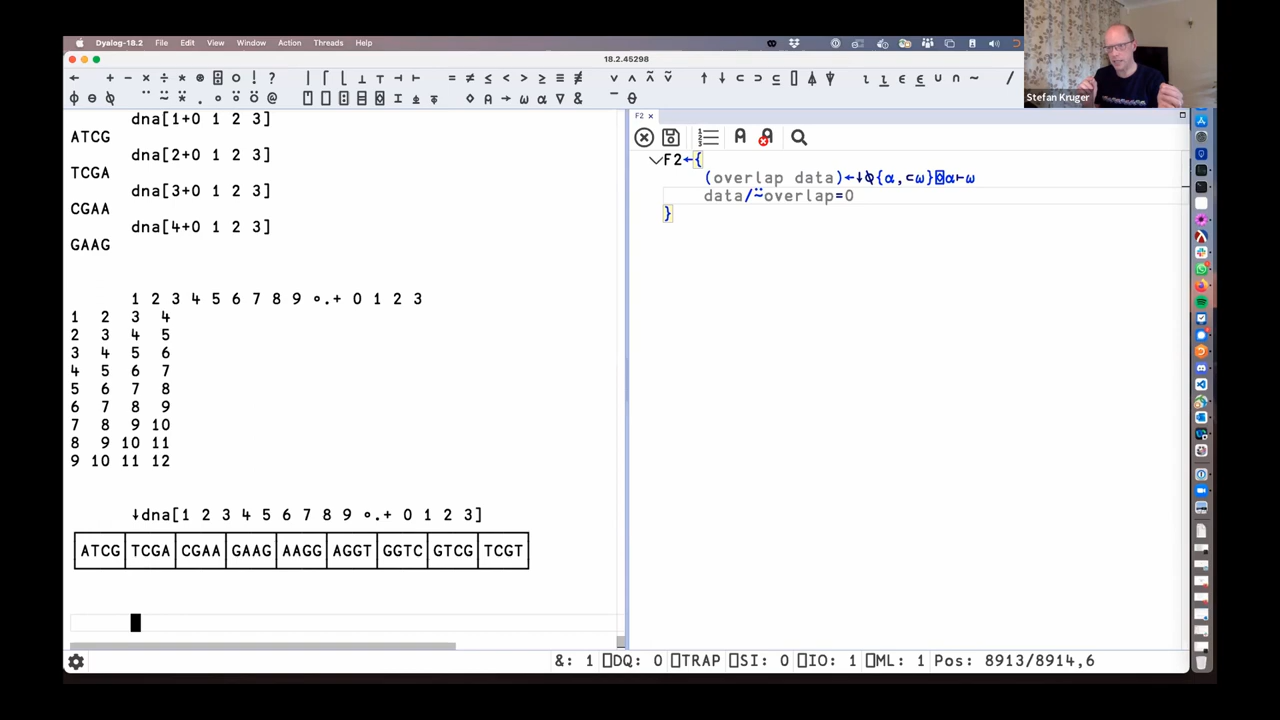 Dyalog-18.2 File Edit View Window Action Threads Help
18.2.45298
Stefan Kruger
dna[1+0 1 2 3]
ATCG
dna[2+0 1 2 3]
TCGA
dna[3+0 1 2 3]
CGAA
dna[4+0 1 2 3]
GAAG
1 2 3 4 5 6 7 8 9 ∘.+ 0 1 2 3
1 2 3 4
2 3 4 5
3 4 5 6
4 5 6 7
5 6 7 8
6 7 8 9
7 8 9 10
8 9 10 11
9 10 11 12
↓dna[1 2 3 4 5 6 7 8 9 ∘.+ 0 1 2 3]
ATCG TCGA CGAA GAAG AAGG AGGT GGTC GTCG TCGT
F2 ×
F2←{
(overlap data)←↓⍉{⍺,⊂⍵}⌺⍺⊢⍵
data/⍨overlap=0
}
&: 1 ⎕DQ: 0 ⎕TRAP ⎕SI: 0 ⎕IO: 1 ⎕ML: 1 Pos: 8913/8914,6